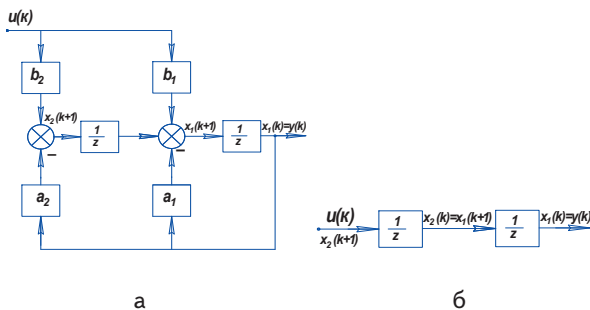 u(к)
b₂
b₁
x₂(k+1)
1/z
x₁(k+1)
1/z
x₁(k)=y(k)
−
−
a₂
a₁
u(к)
x₂(k+1)
1/z
x₂(k)=x₁(k+1)
1/z
x₁(k)=y(k)
а
б